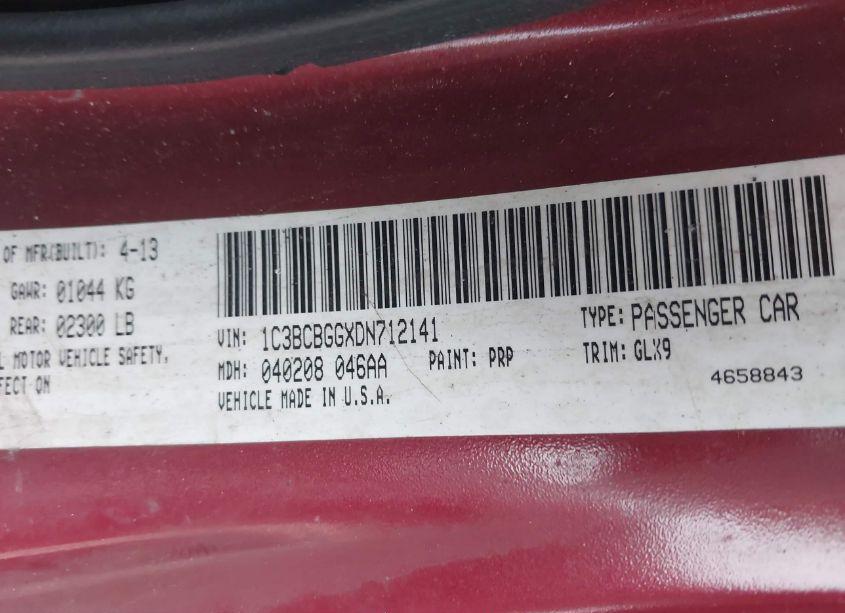 OF MFR(BUILT): 4-13
GAWR: 01044 KG
REAR: 02300 LB
MOTOR VEHICLE SAFETY,
ON
VIN: 1C3BCBGGXDN712141
TYPE: PASSENGER CAR
MDH: 040208 046AA
PAINT: PRP
TRIM: GLX9
VEHICLE MADE IN U.S.A.
4658843